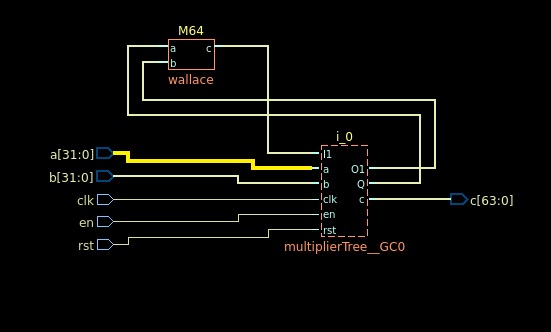 M64
a c
b
wallace
i_0
a[31:0]
b[31:0]
clk
en
rst
I1
a O1
b Q
clk c
en
rst
c[63:0]
multiplierTree__GC0